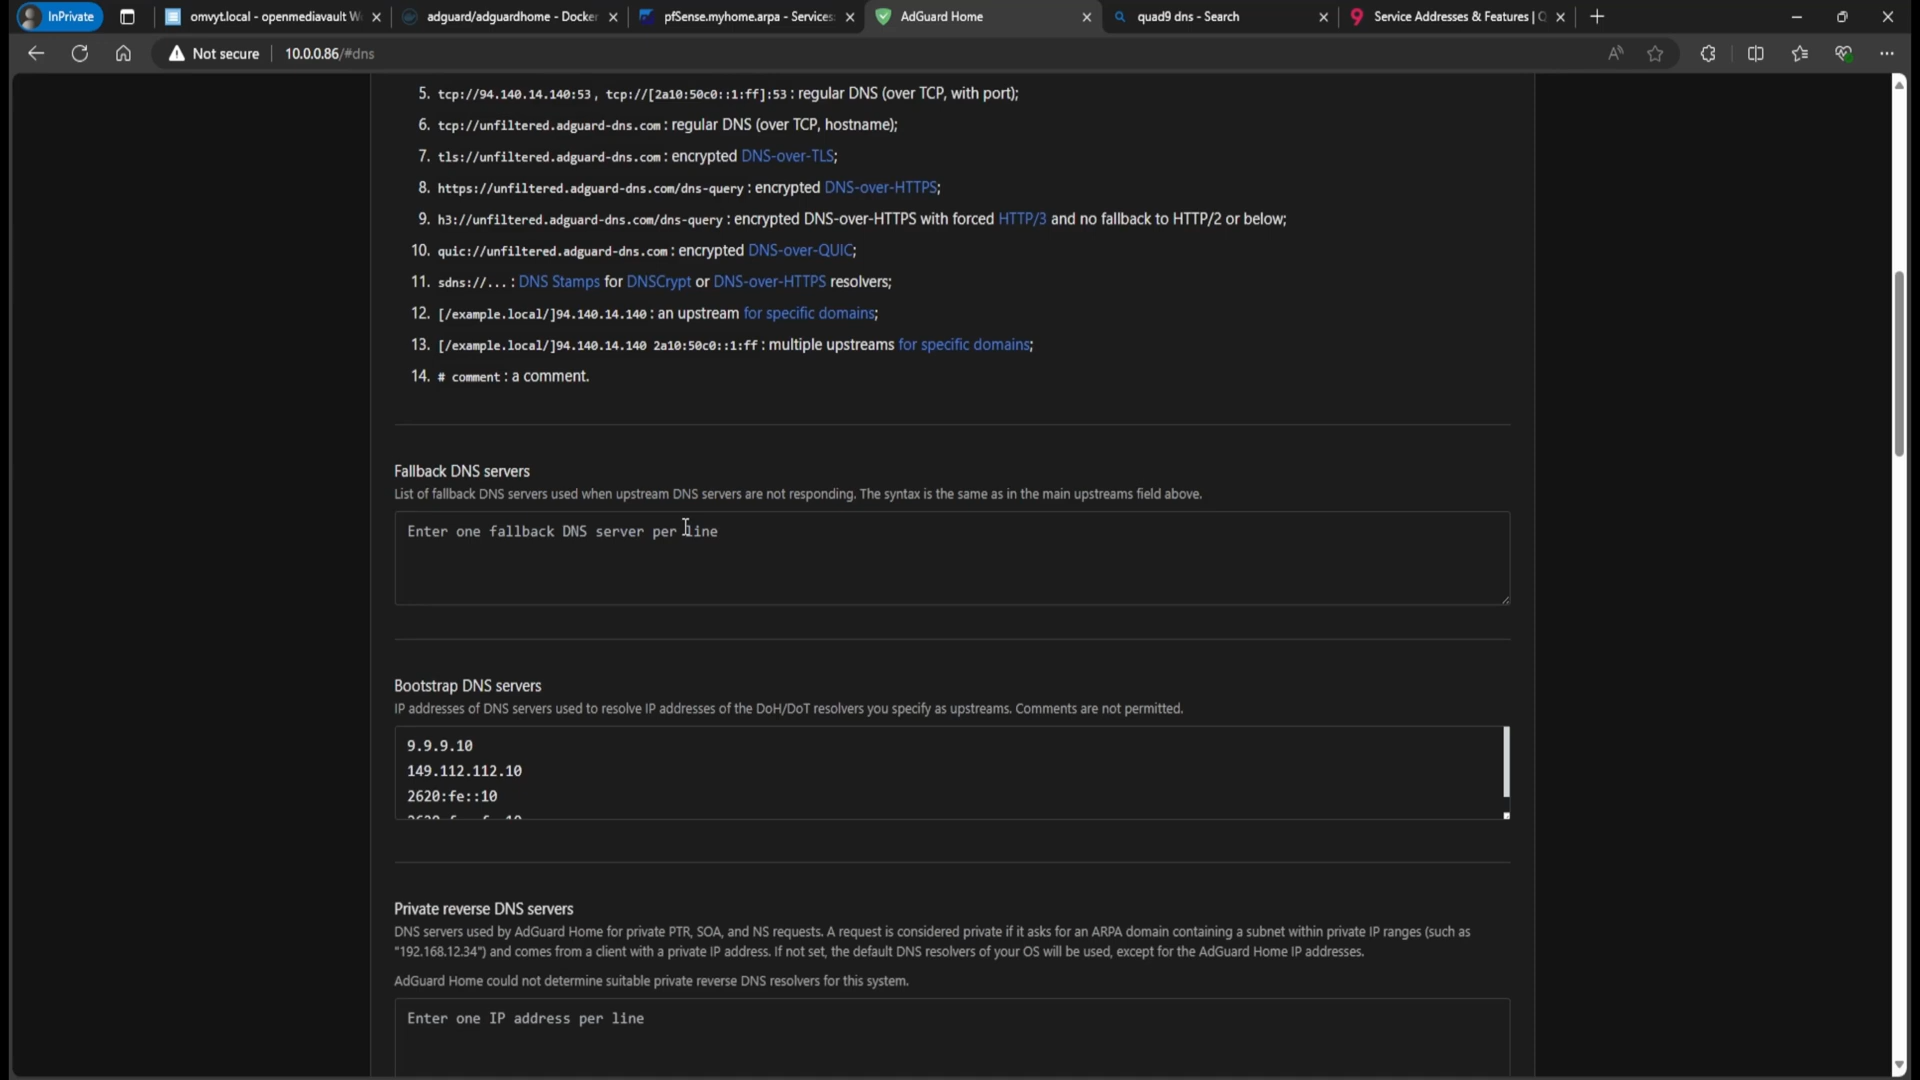 InPrivate
omvyt.local - openmediavault W
adguard/adguardhome - Docker
pfSense.myhome.arpa - Services:
AdGuard Home
quad9 dns - Search
Service Addresses & Features | Q
Not secure
10.0.0.86/#dns
5. tcp://94.140.14.140:53, tcp://[2a10:50c0::1:ff]:53 : regular DNS (over TCP, with port);
6. tcp://unfiltered.adguard-dns.com : regular DNS (over TCP, hostname);
7. tls://unfiltered.adguard-dns.com : encrypted DNS-over-TLS;
8. https://unfiltered.adguard-dns.com/dns-query : encrypted DNS-over-HTTPS;
9. h3://unfiltered.adguard-dns.com/dns-query : encrypted DNS-over-HTTPS with forced HTTP/3 and no fallback to HTTP/2 or below;
10. quic://unfiltered.adguard-dns.com : encrypted DNS-over-QUIC;
11. sdns://... : DNS Stamps for DNSCrypt or DNS-over-HTTPS resolvers;
12. [/example.local/]94.140.14.140 : an upstream for specific domains;
13. [/example.local/]94.140.14.140 2a10:50c0::1:ff : multiple upstreams for specific domains;
14. # comment : a comment.
Fallback DNS servers
List of fallback DNS servers used when upstream DNS servers are not responding. The syntax is the same as in the main upstreams field above.
Enter one fallback DNS server per line
Bootstrap DNS servers
IP addresses of DNS servers used to resolve IP addresses of the DoH/DoT resolvers you specify as upstreams. Comments are not permitted.
9.9.9.10
149.112.112.10
2620:fe::10
Private reverse DNS servers
DNS servers used by AdGuard Home for private PTR, SOA, and NS requests. A request is considered private if it asks for an ARPA domain containing a subnet within private IP ranges (such as
"192.168.12.34") and comes from a client with a private IP address. If not set, the default DNS resolvers of your OS will be used, except for the AdGuard Home IP addresses.
AdGuard Home could not determine suitable private reverse DNS resolvers for this system.
Enter one IP address per line